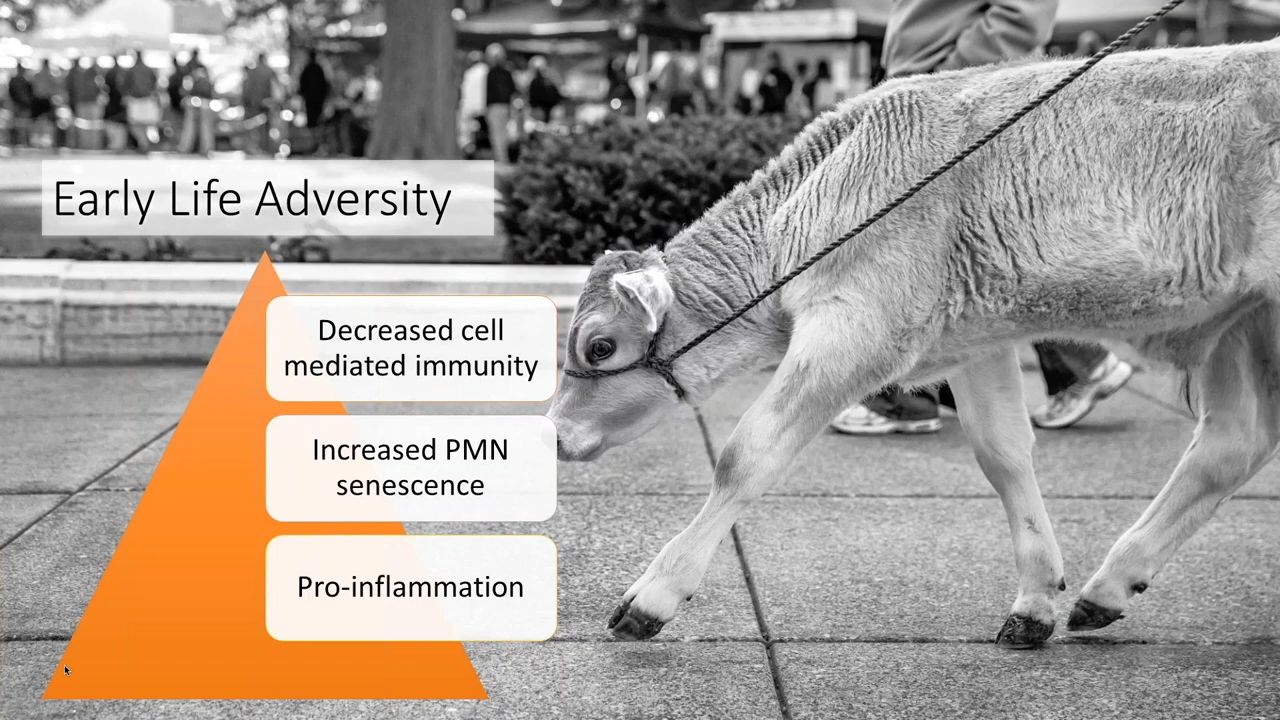 Early Life Adversity
Decreased cell
mediated immunity
Increased PMN
senescence
Pro-inflammation